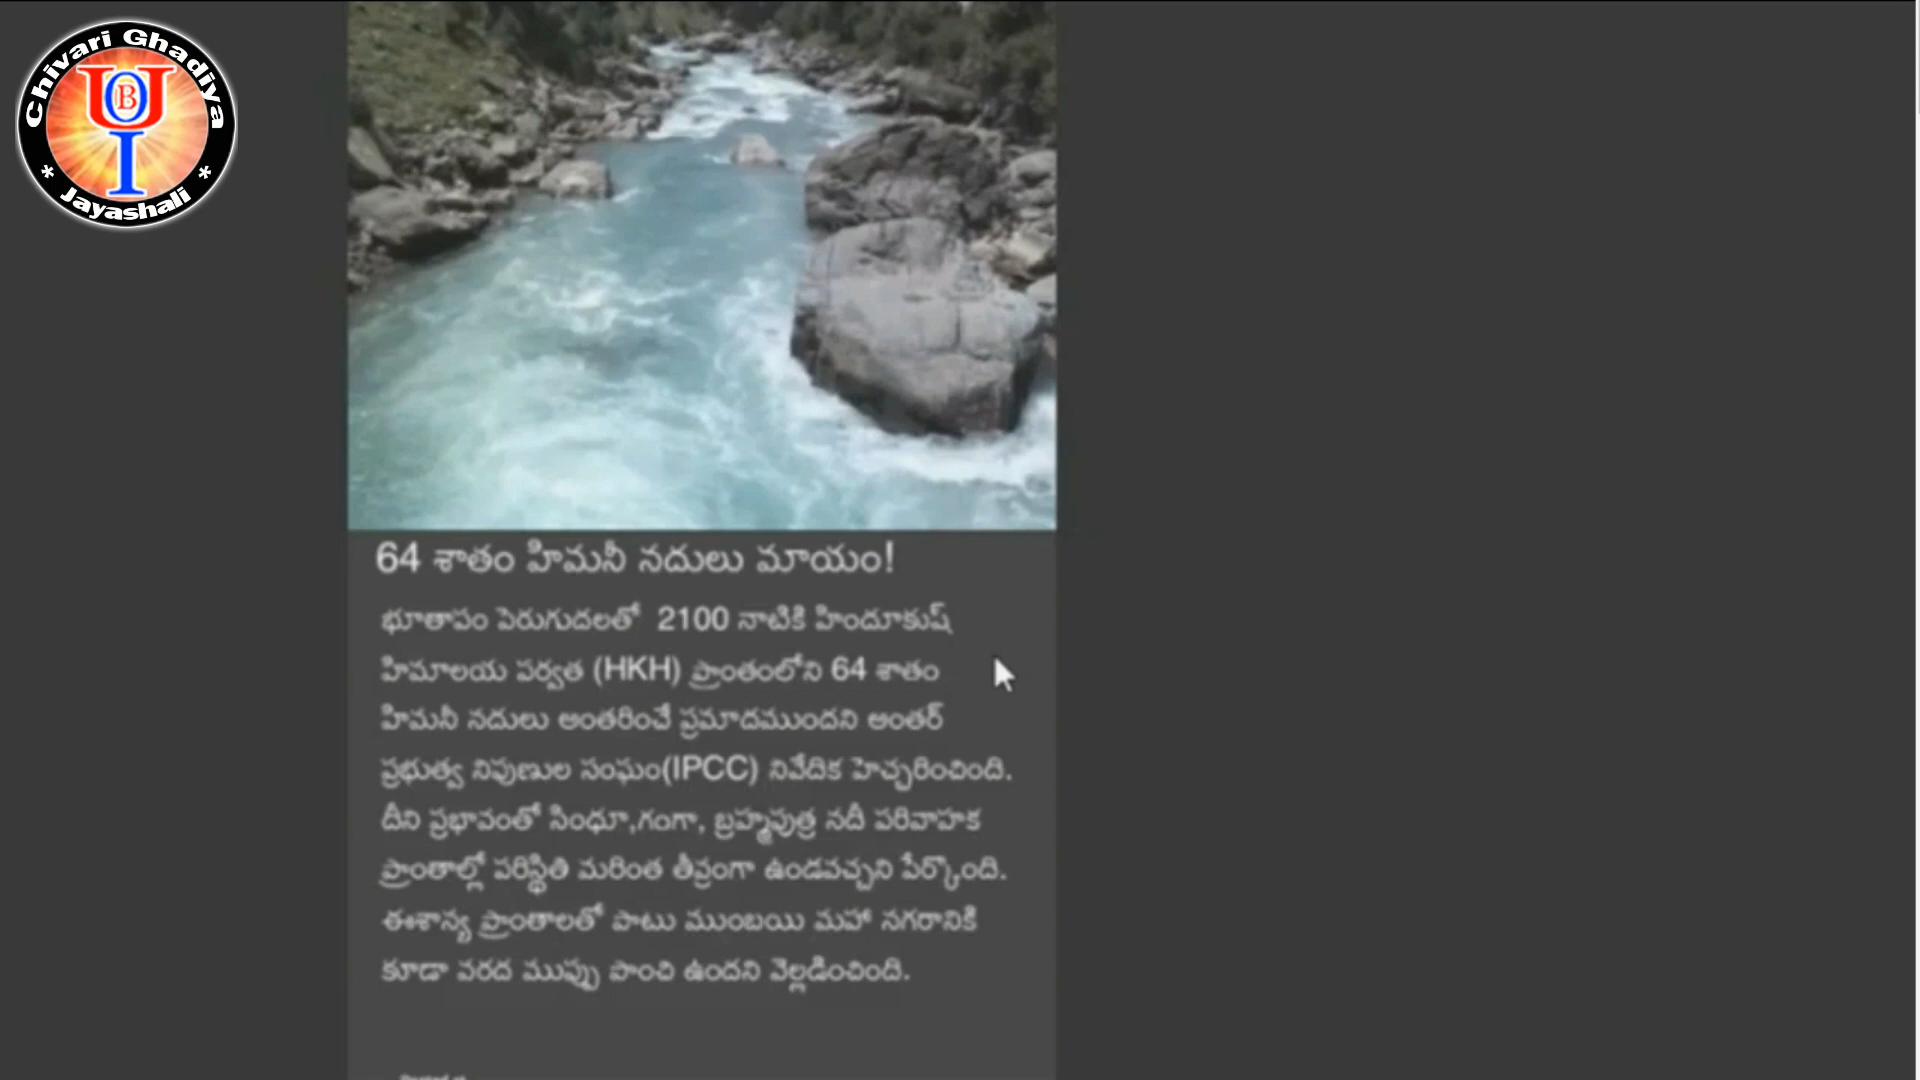 Chivari Ghadiya
UOBI
* Jayashali *
64 శాతం హిమనీ నదులు మాయం!
భూతాపం పెరుగుదలతో 2100 నాటికి హిందూకుష్
హిమాలయ పర్వత (HKH) ప్రాంతంలోని 64 శాతం
హిమనీ నదులు అంతరించే ప్రమాదముందని అంతర్
ప్రభుత్వ నిపుణుల సంఘం(IPCC) నివేదిక హెచ్చరించింది.
దీని ప్రభావంతో సింధూ,గంగా, బ్రహ్మపుత్ర నదీ పరివాహక
ప్రాంతాల్లో పరిస్థితి మరింత తీవ్రంగా ఉండవచ్చని పేర్కొంది.
ఈశాన్య ప్రాంతాలతో పాటు ముంబయి మహా నగరానికి
కూడా వరద ముప్పు పొంచి ఉందని వెల్లడించింది.